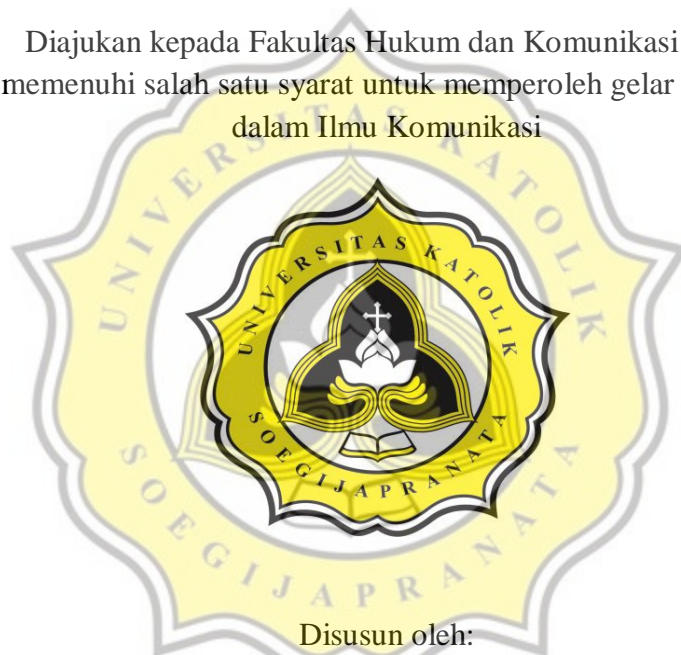 Diajukan kepada Fakultas Hukum dan Komunikasi
memenuhi salah satu syarat untuk memperoleh gelar
dalam Ilmu Komunikasi
UNIVERSITAS KATOLIK
SOEGIJAPRANATA
UNIVERSITAS KATOLIK
SOEGIJAPRANATA
Disusun oleh: